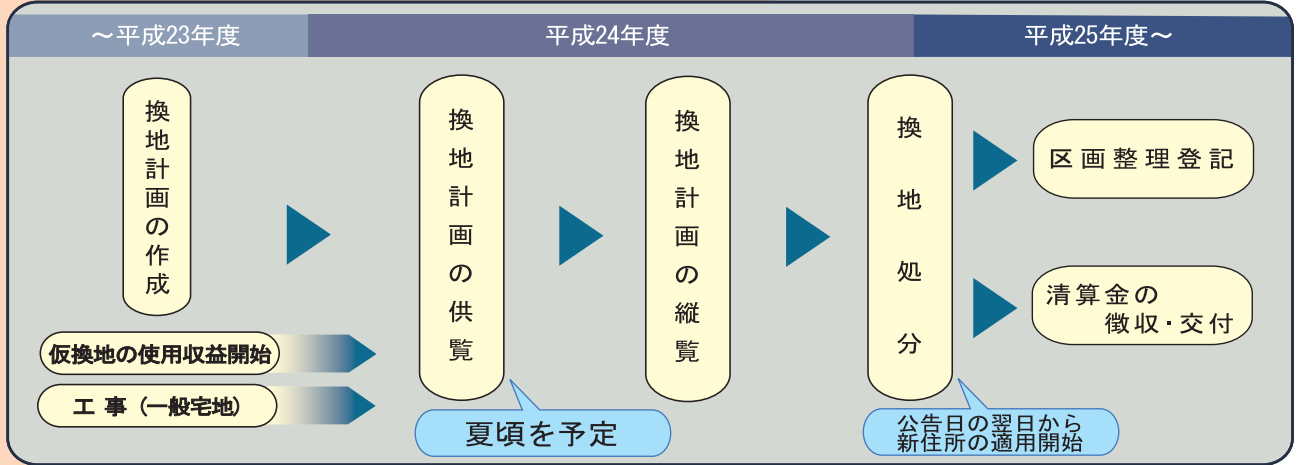 ～平成23年度
平成24年度
平成25年度～
換地計画の作成
仮換地の使用収益開始
工事（一般宅地）
換地計画の供覧
夏頃を予定
換地計画の縦覧
換地処分
公告日の翌日から
新住所の適用開始
区画整理登記
清算金の
徴収・交付